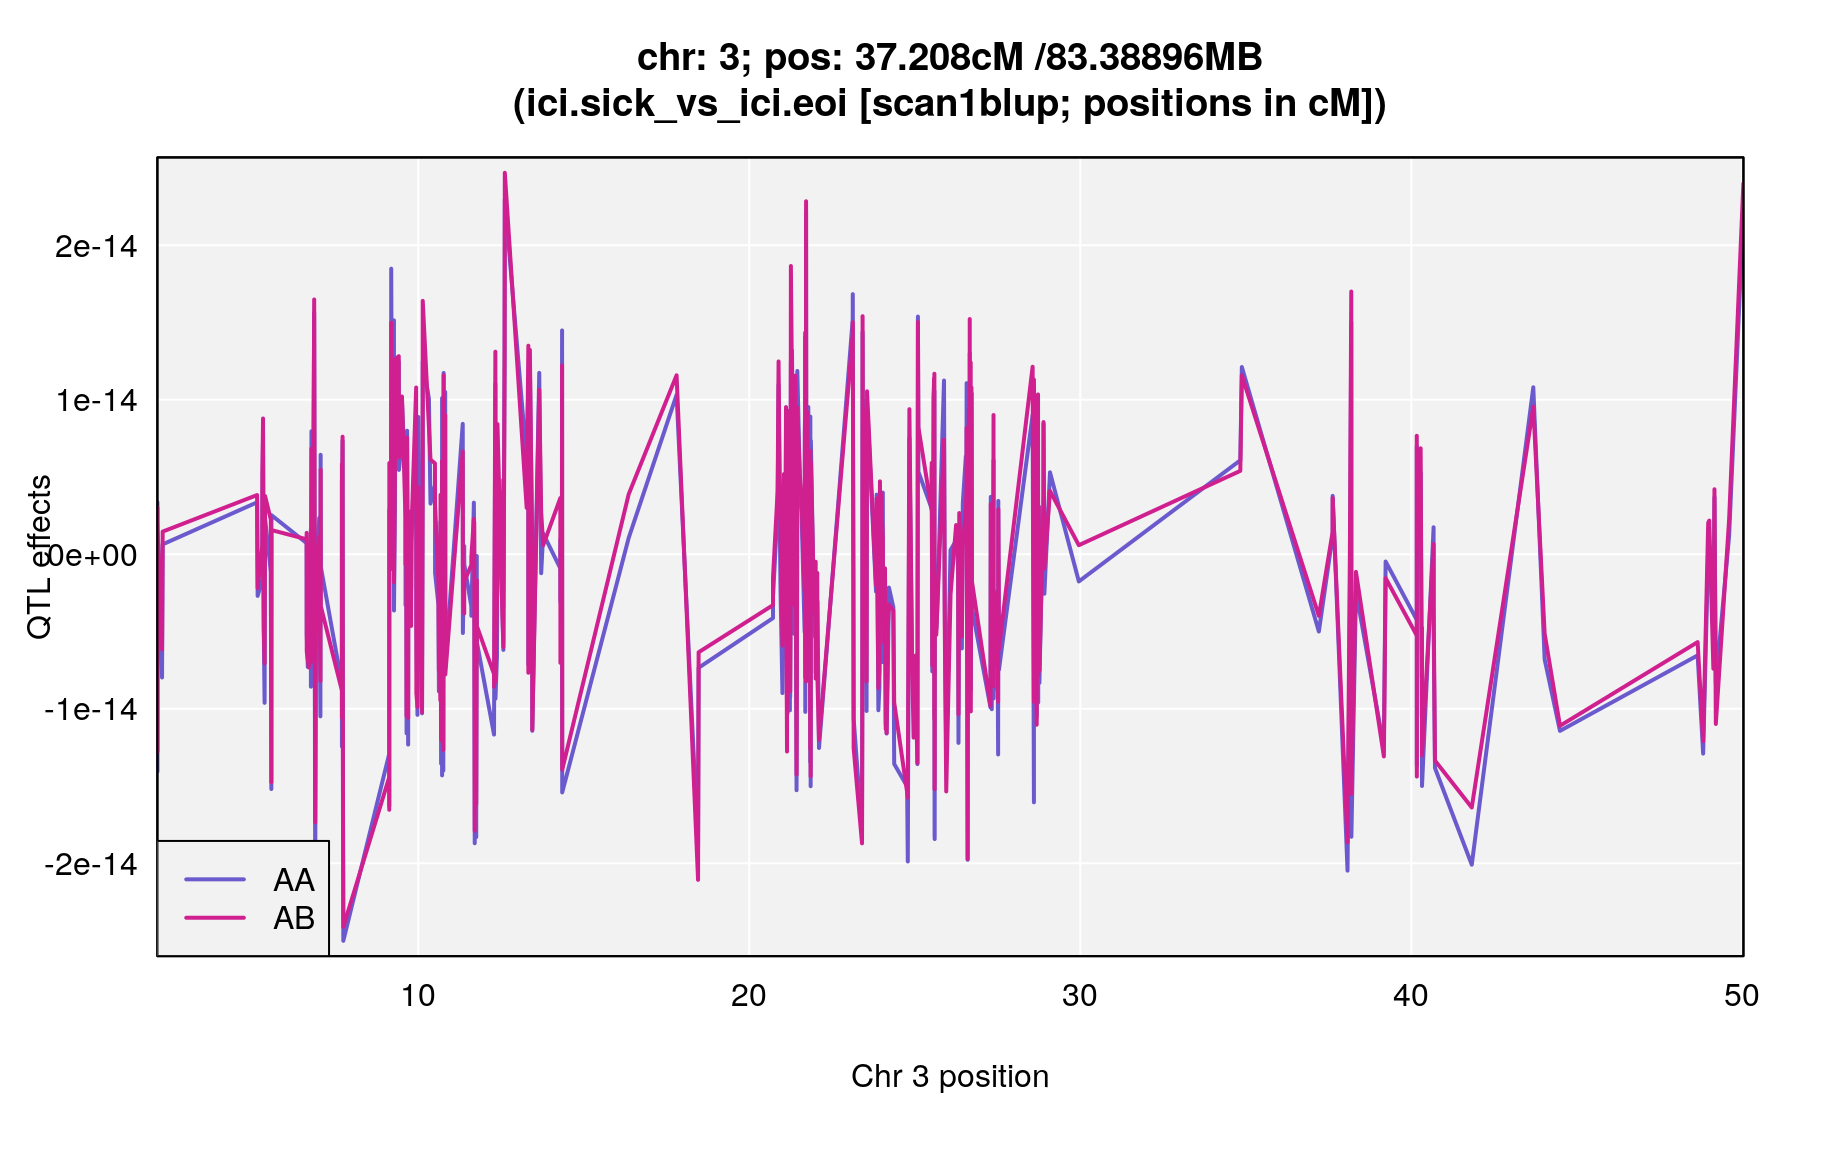 chr: 3; pos: 37.208cM /83.38896MB
(ici.sick_vs_ici.eoi [scan1blup; positions in cM])
QTL effects
2e-14
1e-14
0e+00
-1e-14
-2e-14
AA
AB
10
20
30
40
50
Chr 3 position